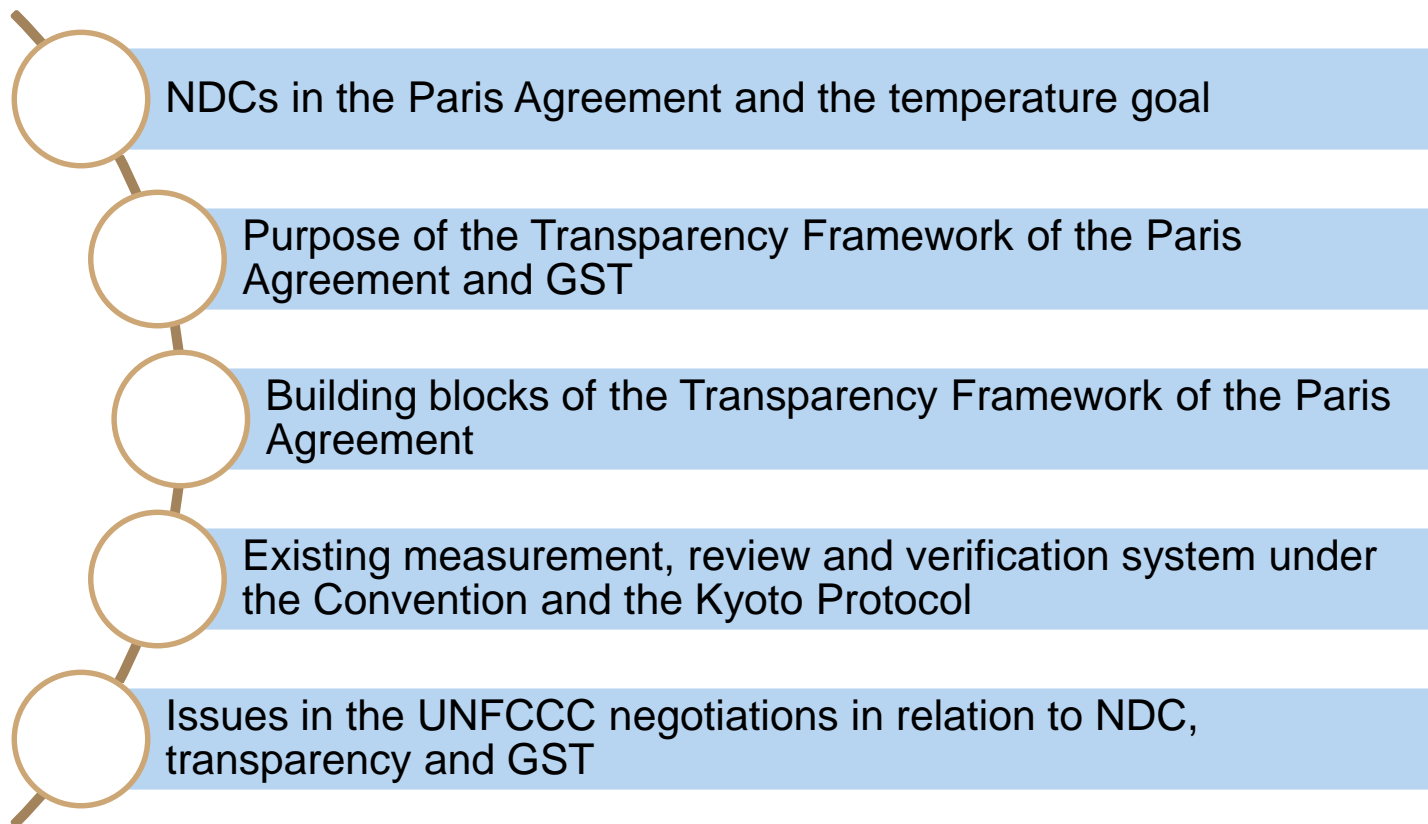 NDCs in the Paris Agreement and the temperature goal
Purpose of the Transparency Framework of the Paris
Agreement and GST
Building blocks of the Transparency Framework of the Paris
Agreement
Existing measurement, review and verification system under
the Convention and the Kyoto Protocol
Issues in the UNFCCC negotiations in relation to NDC,
transparency and GST